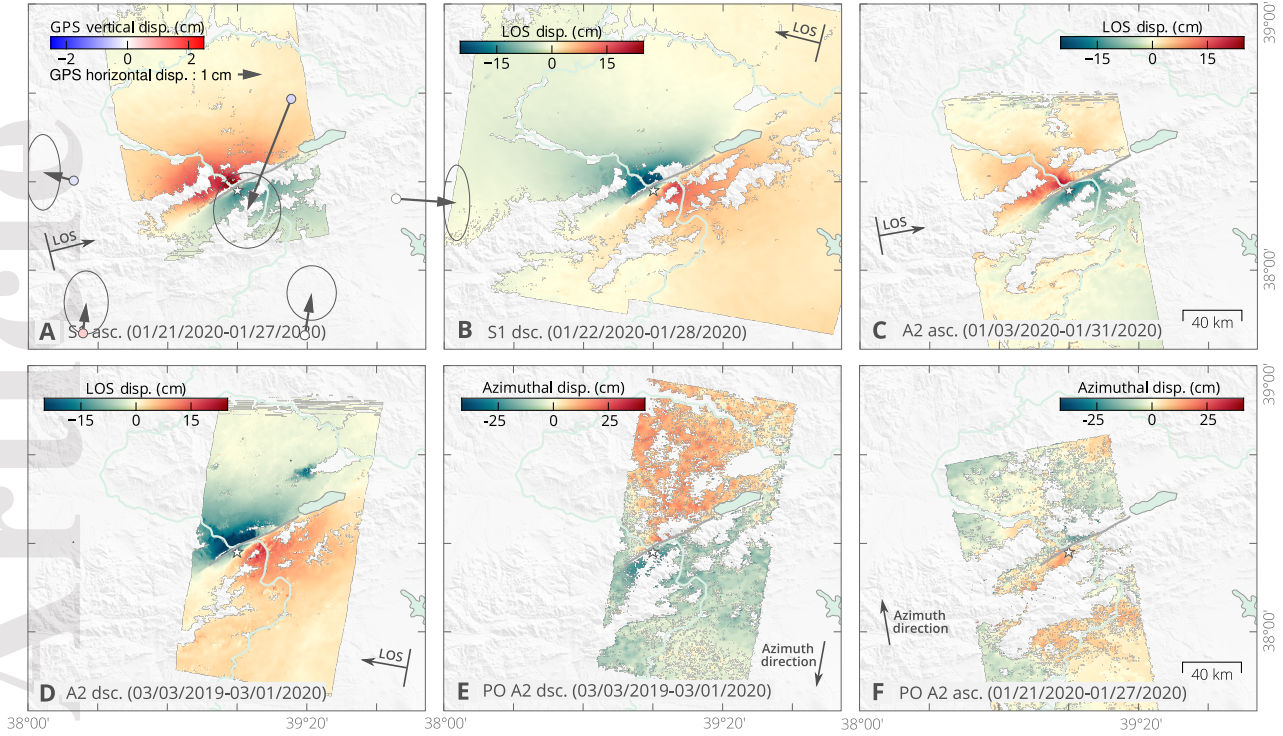 GPS vertical disp. (cm)
−2 0 2
GPS horizontal disp. : 1 cm
LOS
A S1 asc. (01/21/2020-01/27/2020)
LOS disp. (cm)
-15 0 15
LOS
B S1 dsc. (01/22/2020-01/28/2020)
LOS disp. (cm)
-15 0 15
LOS
C A2 asc. (01/03/2020-01/31/2020)
40 km
39°00'
38°00'
LOS disp. (cm)
−15 0 15
LOS
D A2 dsc. (03/03/2019-03/01/2020)
Azimuthal disp. (cm)
-25 0 25
Azimuth
direction
E PO A2 dsc. (03/03/2019-03/01/2020)
Azimuthal disp. (cm)
-25 0 25
Azimuth
direction
F PO A2 asc. (01/21/2020-01/27/2020)
40 km
39°00'
38°00'
38°00' 39°20' 38°00' 39°20' 38°00' 39°20'